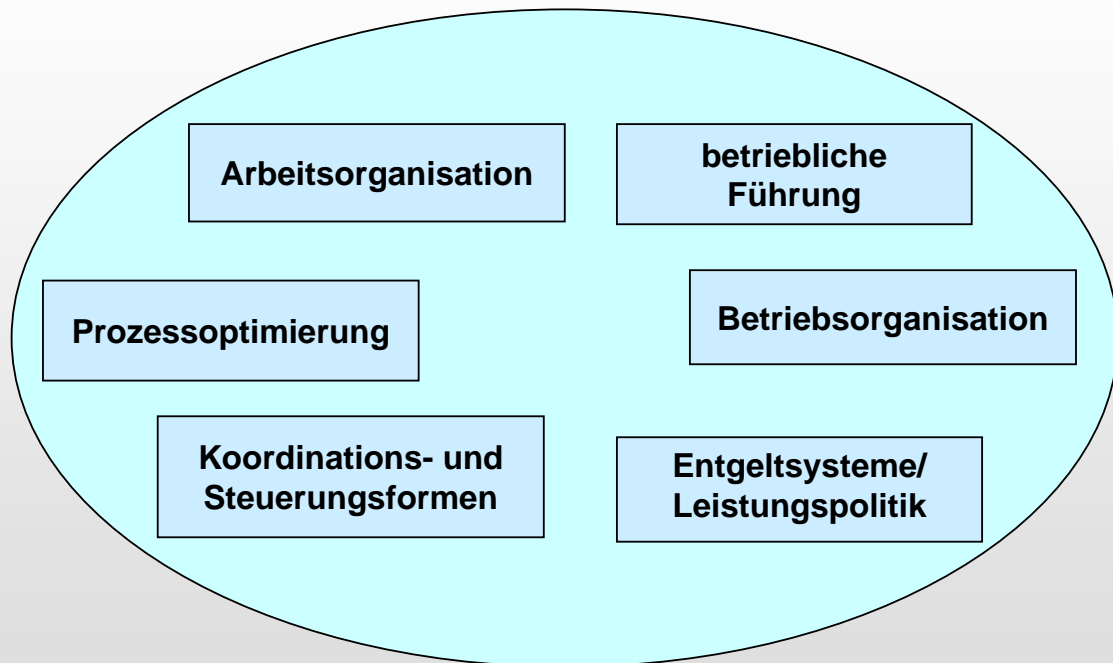 Arbeitsorganisation
betriebliche
Führung
Prozessoptimierung
Betriebsorganisation
Koordinations- und
Steuerungsformen
Entgeltsysteme/
Leistungspolitik